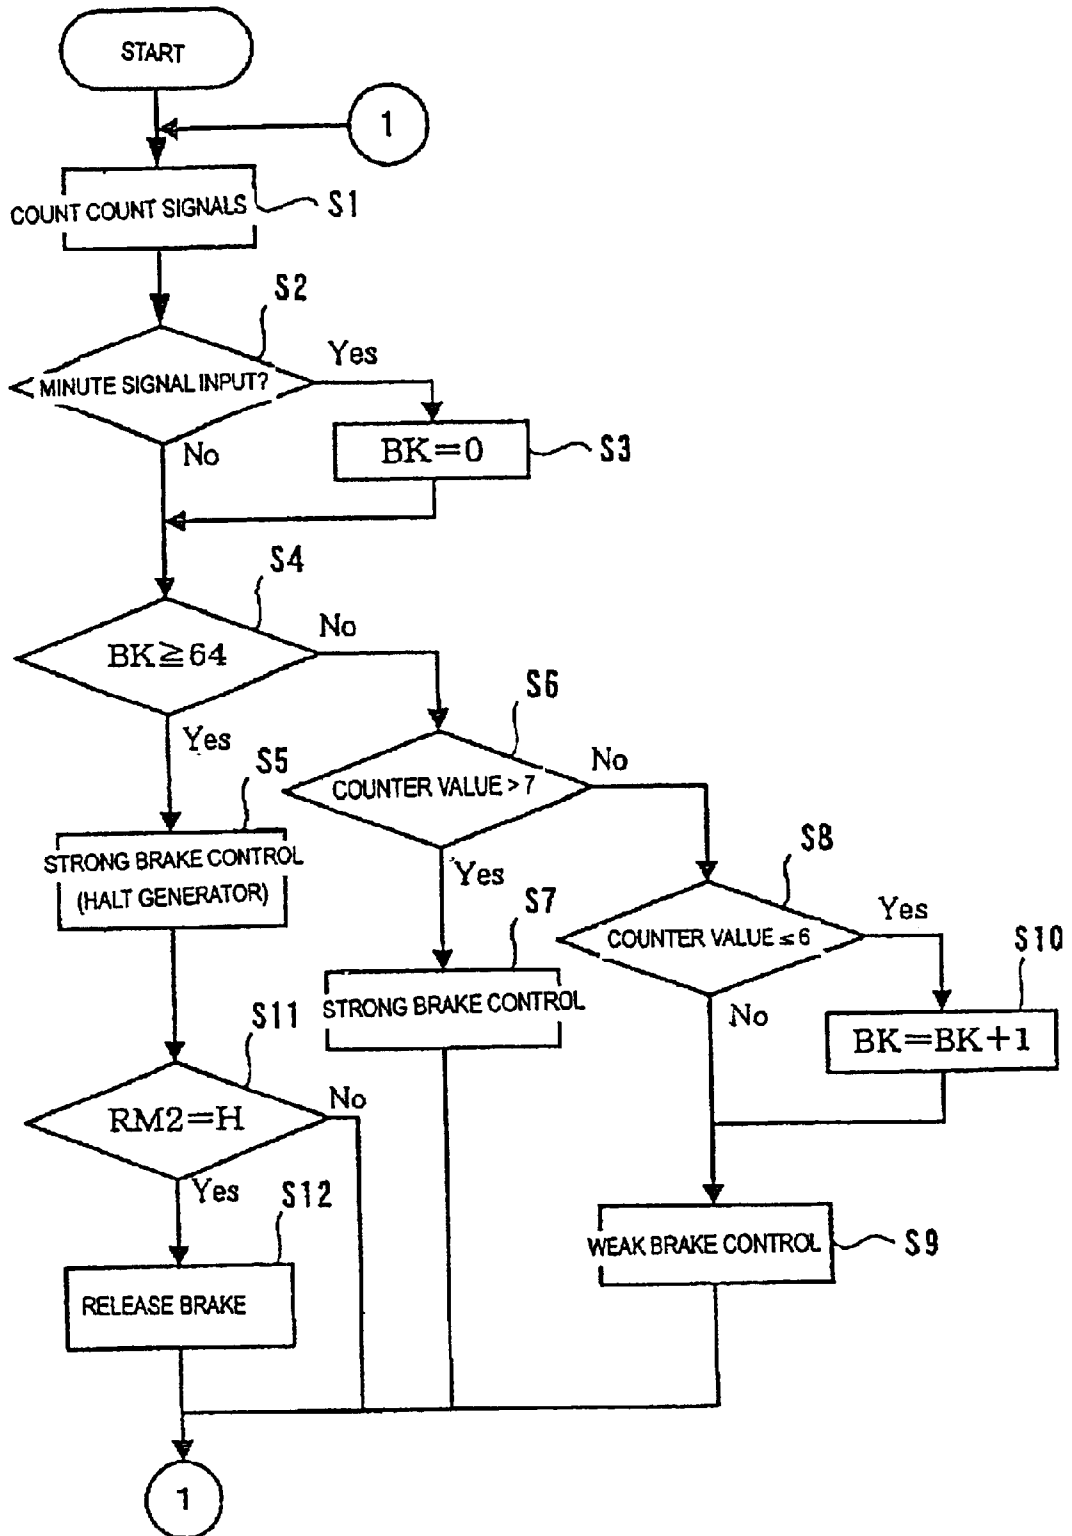 START
1
COUNT COUNT SIGNALS
S1
S2
MINUTE SIGNAL INPUT?
Yes
No
BK=0
S3
S4
BK≧64
No
Yes
S5
STRONG BRAKE CONTROL
(HALT GENERATOR)
S6
COUNTER VALUE > 7
No
Yes
S7
STRONG BRAKE CONTROL
S8
COUNTER VALUE ≤ 6
Yes
No
S10
BK=BK+1
S11
RM2=H
No
Yes
S12
RELEASE BRAKE
WEAK BRAKE CONTROL
S9
1